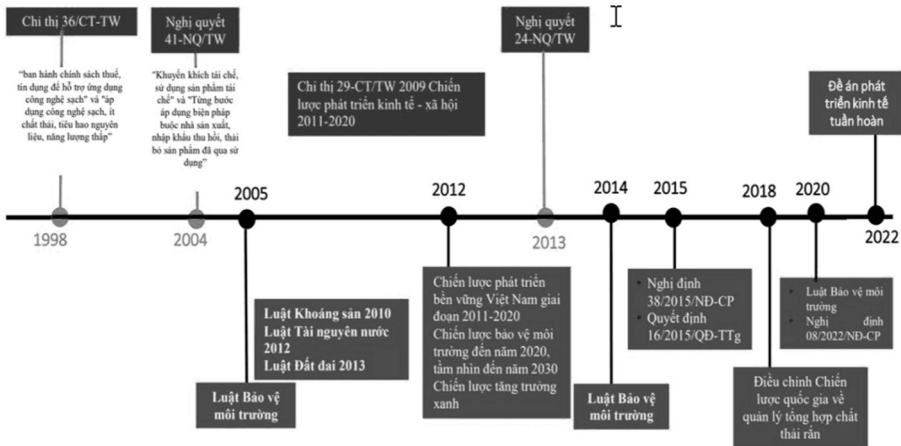 Chỉ thị 36/CT-TW
"ban hành chính sách thuế,
tín dụng để hỗ trợ ứng dụng
công nghệ sạch" và "áp
dụng công nghệ sạch, ít
chất thải, tiêu hao nguyên
liệu, năng lượng thấp"
1998
Nghị quyết
41-NQ/TW
"Khuyến khích tái chế,
sử dụng sản phẩm tái
chế" và "Từng bước
áp dụng biện pháp
buộc nhà sản xuất,
nhập khẩu thu hồi, thải
bỏ sản phẩm đã qua sử
dụng"
2004
2005
Luật Bảo vệ
môi trường
Chỉ thị 29-CT/TW 2009 Chiến
lược phát triển kinh tế - xã hội
2011-2020
Luật Khoáng sản 2010
Luật Tài nguyên nước
2012
Luật Đất đai 2013
2012
Chiến lược phát triển
bền vững Việt Nam giai
đoạn 2011-2020
Chiến lược bảo vệ môi
trường đến năm 2020,
tầm nhìn đến năm 2030
Chiến lược tăng trưởng
xanh
Nghị quyết
24-NQ/TW
2013
2014
Luật Bảo vệ
môi trường
2015
• Nghị định
38/2015/NĐ-CP
• Quyết định
16/2015/QĐ-TTg
2018
Điều chỉnh Chiến
lược quốc gia về
quản lý tổng hợp chất
thải rắn
2020
• Luật Bảo vệ môi
trường
• Nghị định
08/2022/NĐ-CP
Đề án phát
triển kinh tế
tuần hoàn
2022